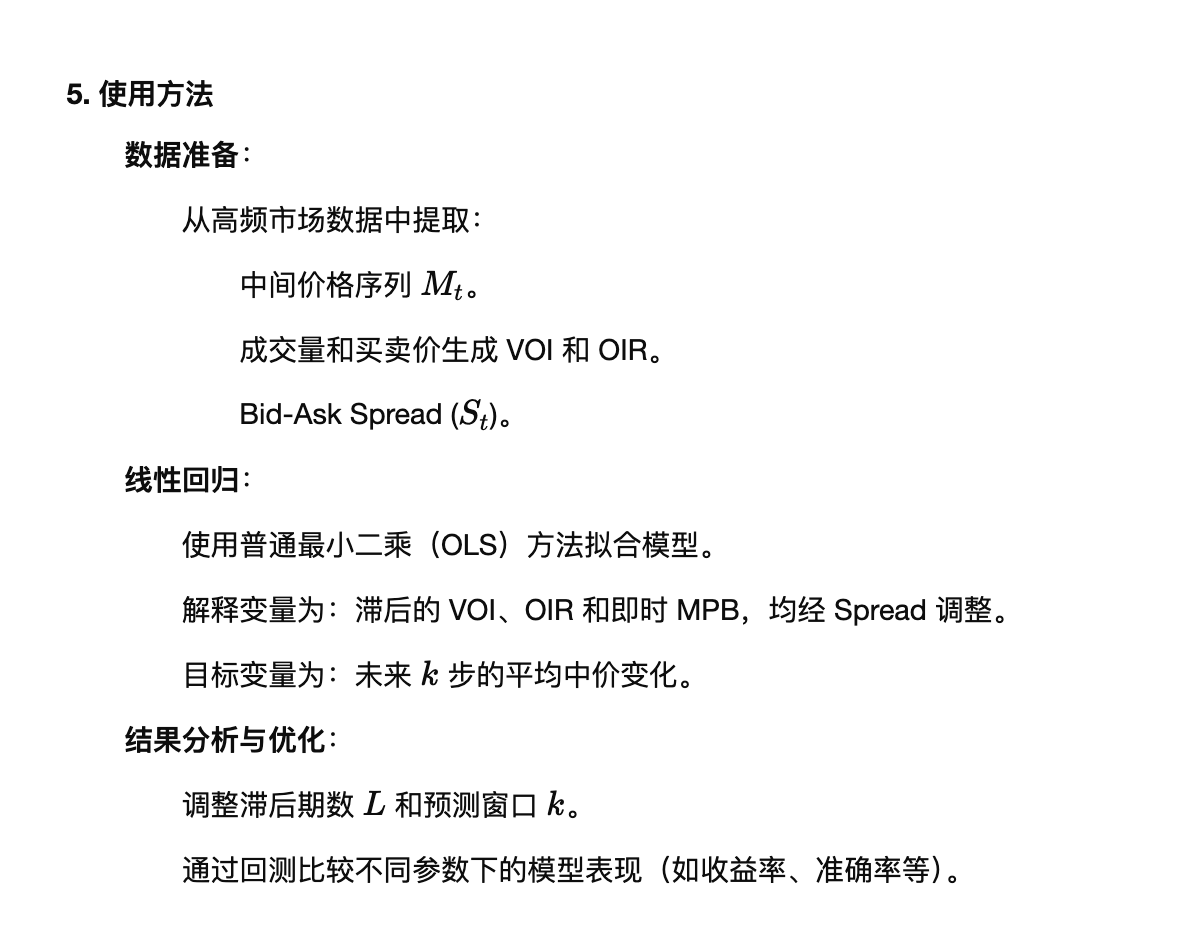 5. 使用方法
数据准备：
从高频市场数据中提取：
中间价格序列 M_t。
成交量和买卖价生成 VOI 和 OIR。
Bid-Ask Spread (S_t)。
线性回归：
使用普通最小二乘（OLS）方法拟合模型。
解释变量为：滞后的 VOI、OIR 和即时 MPB，均经 Spread 调整。
目标变量为：未来 k 步的平均中价变化。
结果分析与优化：
调整滞后期数 L 和预测窗口 k。
通过回测比较不同参数下的模型表现（如收益率、准确率等）。